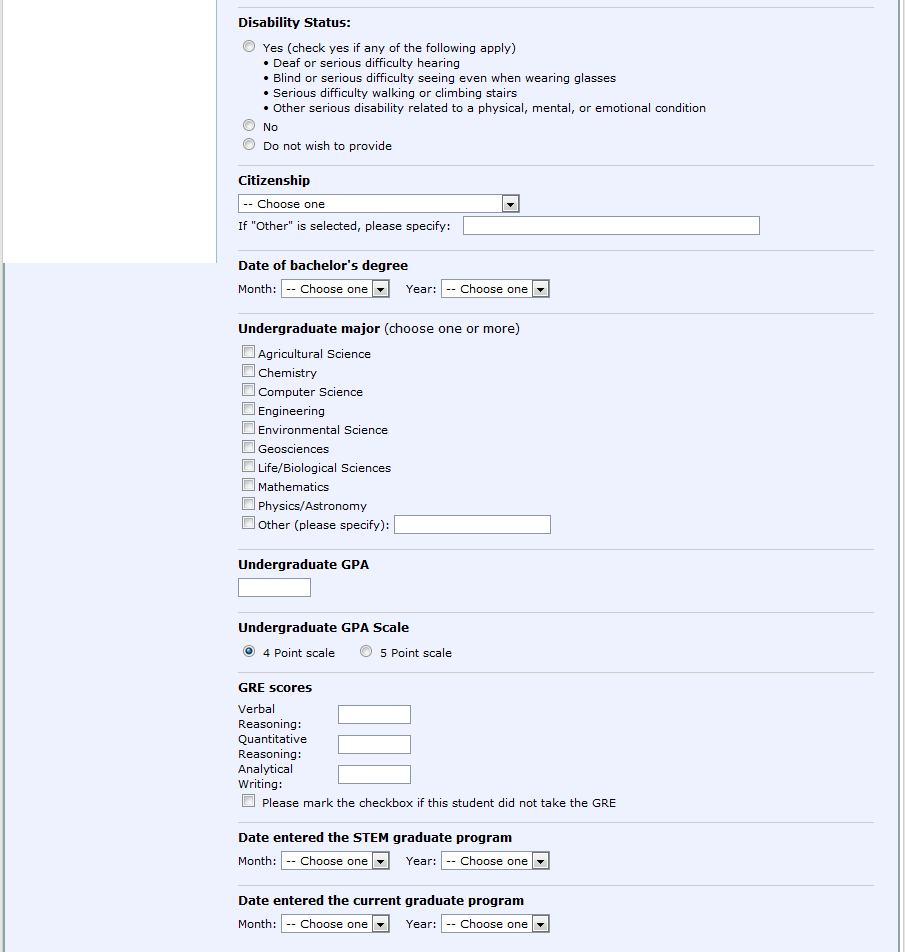 Disability Status:
Yes (check yes if any of the following apply)
• Deaf or serious difficulty hearing
• Blind or serious difficulty seeing even when wearing glasses
• Serious difficulty walking or climbing stairs
• Other serious disability related to a physical, mental, or emotional condition
No
Do not wish to provide
Citizenship
-- Choose one
If "Other" is selected, please specify:
Date of bachelor's degree
Month: -- Choose one Year: -- Choose one
Undergraduate major (choose one or more)
Agricultural Science
Chemistry
Computer Science
Engineering
Environmental Science
Geosciences
Life/Biological Sciences
Mathematics
Physics/Astronomy
Other (please specify):
Undergraduate GPA
Undergraduate GPA Scale
4 Point scale 5 Point scale
GRE scores
Verbal
Reasoning:
Quantitative
Reasoning:
Analytical
Writing:
Please mark the checkbox if this student did not take the GRE
Date entered the STEM graduate program
Month: -- Choose one Year: -- Choose one
Date entered the current graduate program
Month: -- Choose one Year: -- Choose one